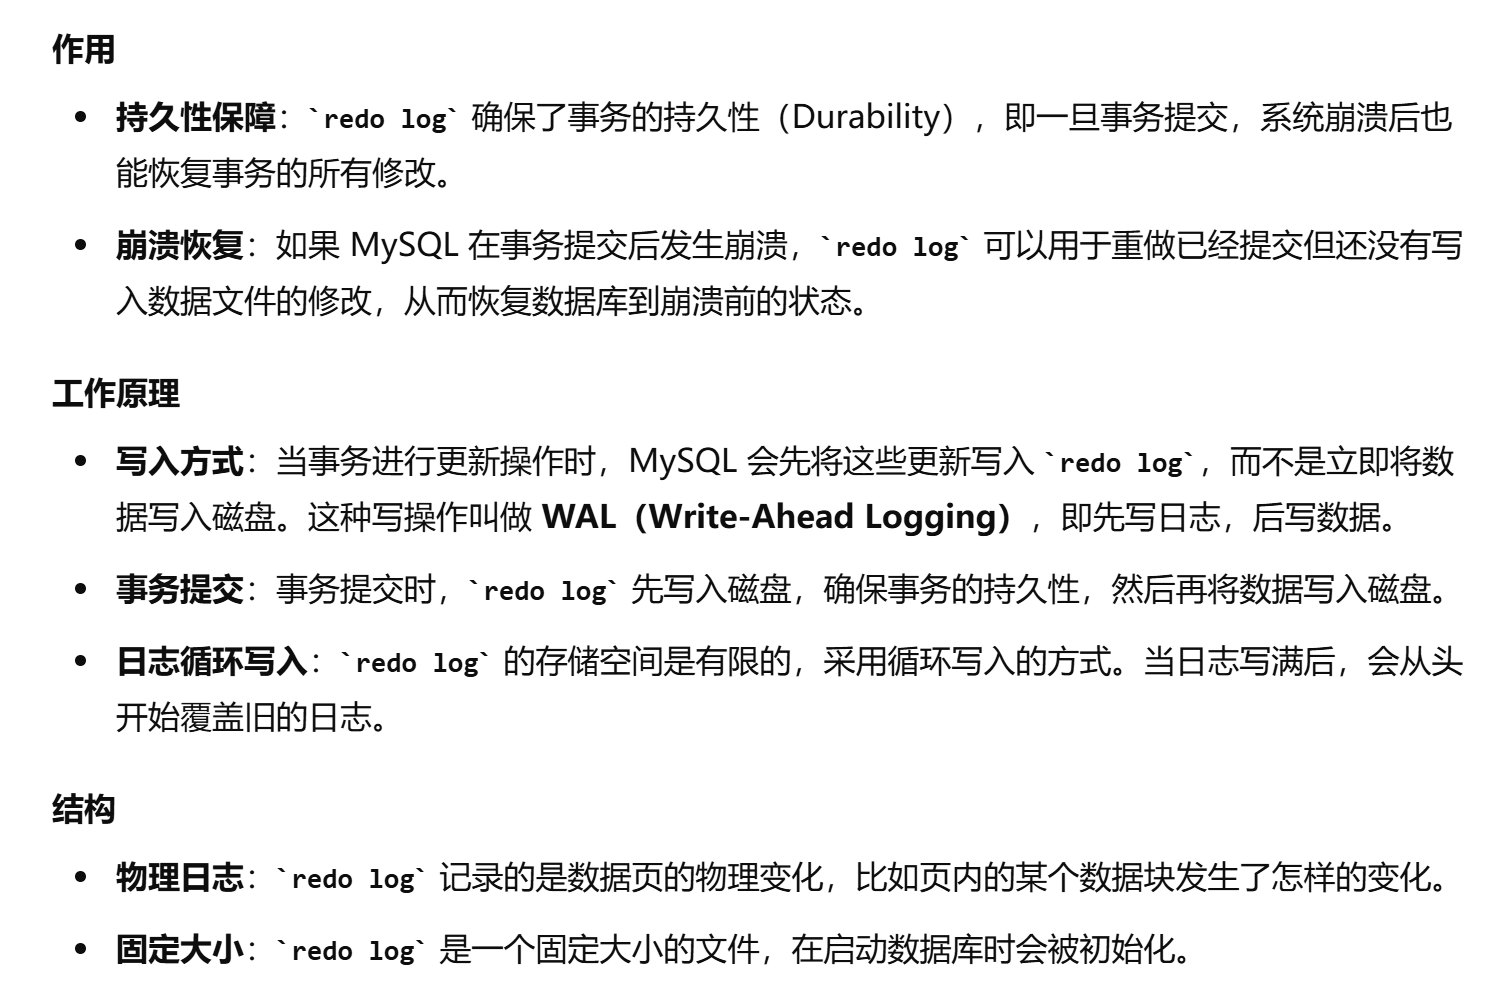 作用
• 持久性保障：`redo log` 确保了事务的持久性（Durability），即一旦事务提交，系统崩溃后也
能恢复事务的所有修改。
• 崩溃恢复：如果 MySQL 在事务提交后发生崩溃，`redo log` 可以用于重做已经提交但还没有写
入数据文件的修改，从而恢复数据库到崩溃前的状态。
工作原理
• 写入方式：当事务进行更新操作时，MySQL 会先将这些更新写入 `redo log`，而不是立即将数
据写入磁盘。这种写操作叫做 WAL（Write-Ahead Logging），即先写日志，后写数据。
• 事务提交：事务提交时，`redo log` 先写入磁盘，确保事务的持久性，然后再将数据写入磁盘。
• 日志循环写入：`redo log` 的存储空间是有限的，采用循环写入的方式。当日志写满后，会从头
开始覆盖旧的日志。
结构
• 物理日志：`redo log` 记录的是数据页的物理变化，比如页内的某个数据块发生了怎样的变化。
• 固定大小：`redo log` 是一个固定大小的文件，在启动数据库时会被初始化。